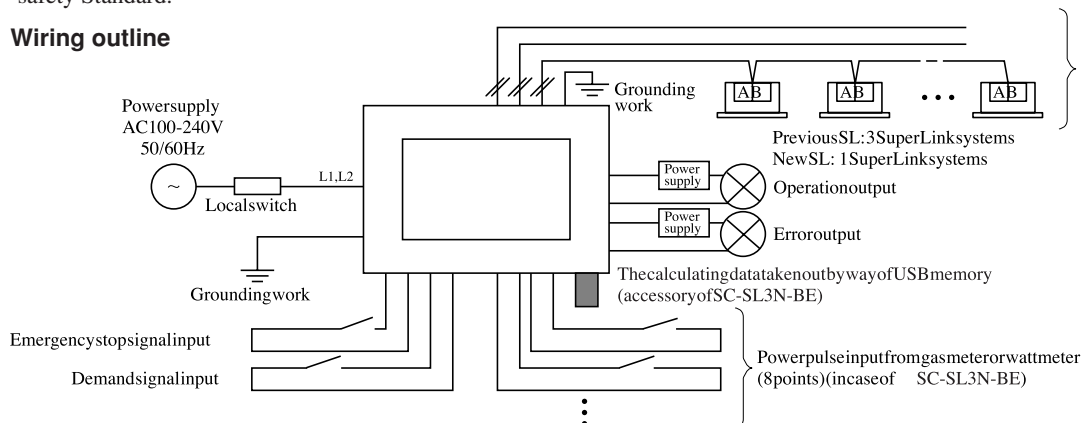 safety Standard.
Wiring outline
Grounding
work
AB
AB
AB
Powersupply
AC100-240V
50/60Hz
PreviousSL:3SuperLinksystems
NewSL: 1SuperLinksystems
~
L1,L2
Localswitch
Power
supply
Operationoutput
Power
supply
Erroroutput
Groundingwork
ThecalculatingdatatakenoutbywayofUSBmemory
(accessoryofSC-SL3N-BE)
Emergencystopsignalinput
Demandsignalinput
Powerpulseinputfromgasmeterorwattmeter
(8points)(incaseof SC-SL3N-BE)